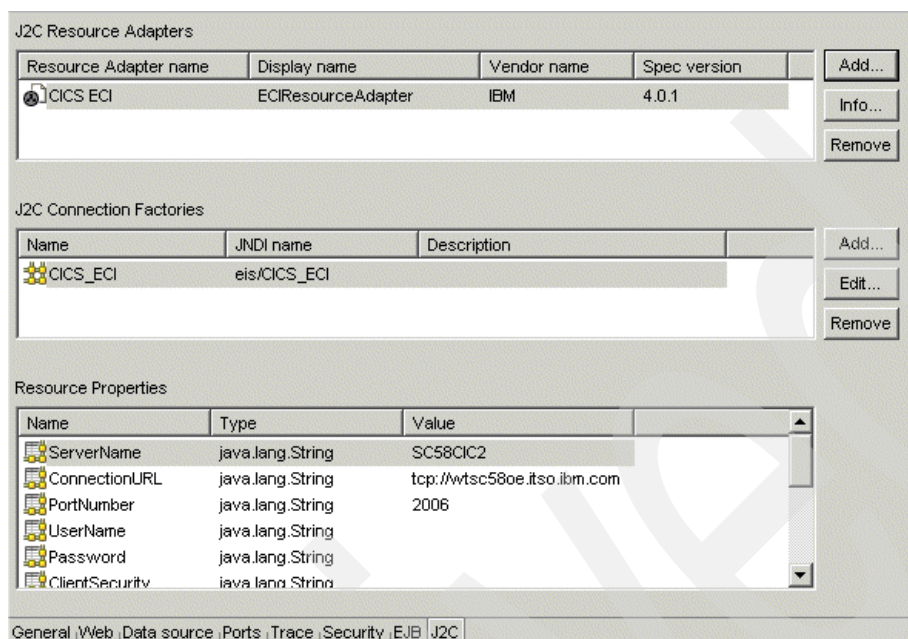 J2C Resource Adapters
Resource Adapter name Display name Vendor name Spec version Add...
CICS ECI ECIResourceAdapter IBM 4.0.1
Info...
Remove
J2C Connection Factories
Name JNDI name Description Add...
CICS_ECI eis/CICS_ECI
Edit...
Remove
Resource Properties
Name Type Value
ServerName java.lang.String SC58CIC2
ConnectionURL java.lang.String tcp://wtsc58oe.itso.ibm.com
PortNumber java.lang.String 2006
UserName java.lang.String
Password java.lang.String
ClientSecurity java.lang.String
General Web Data source Ports Trace Security EJB J2C